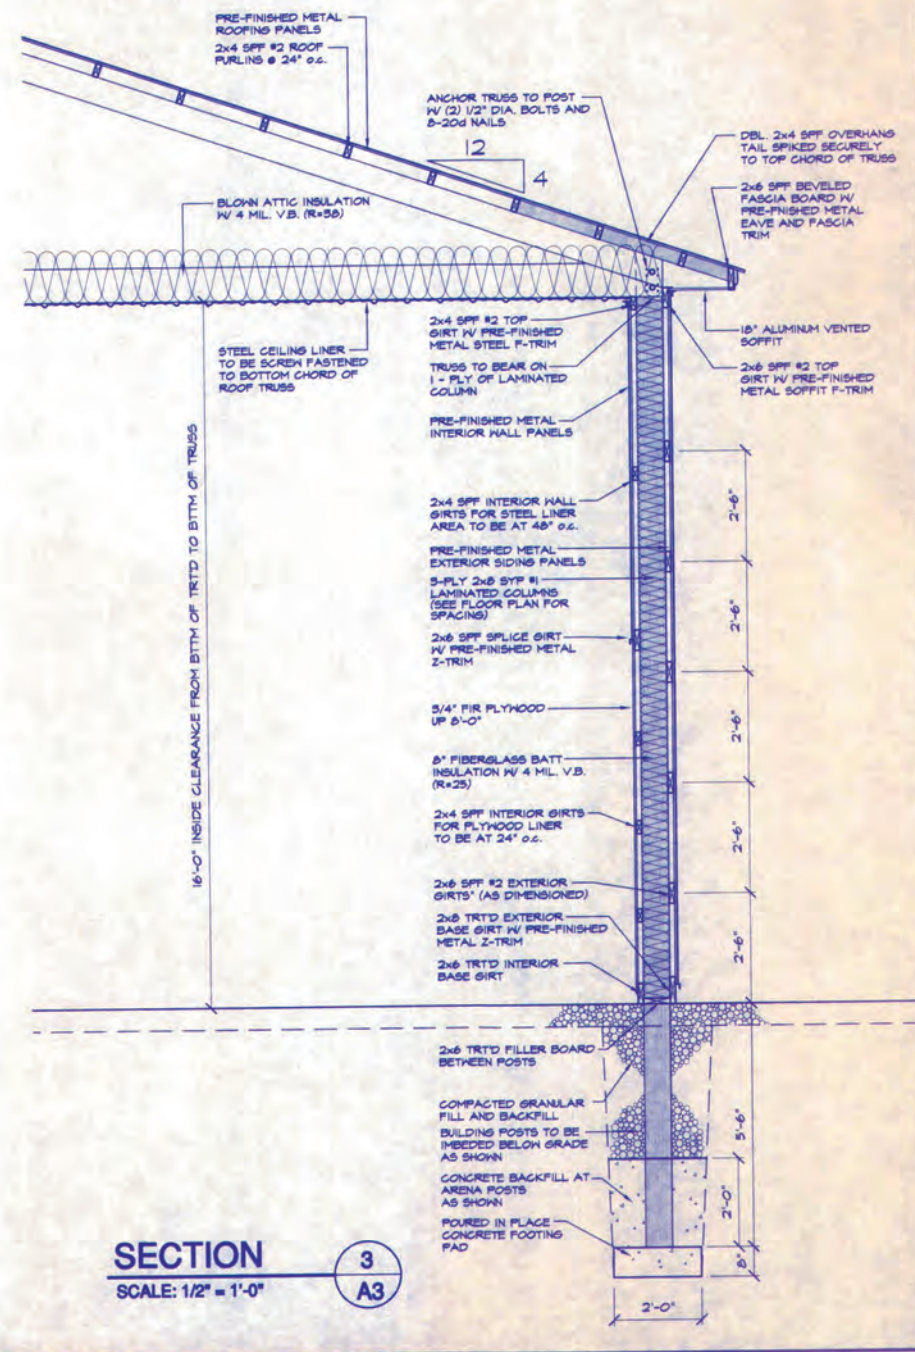 PRE-FINISHED METAL
ROOFING PANELS
2x4 SPF #2 ROOF
PURLINS @ 24" o.c.
ANCHOR TRUSS TO POST
W/ (2) 1/2" DIA. BOLTS AND
8-20d NAILS
12
4
DBL. 2x4 SPF OVERHANG
TAIL SPIKED SECURELY
TO TOP CHORD OF TRUSS
2x6 SPF BEVELED
FASCIA BOARD W/
PRE-FNISHED METAL
EAVE AND FASCIA
TRIM
BLOWN ATTIC INSULATION
W/ 4 MIL. V.B. (R=38)
STEEL CEILING LINER
TO BE SCREW FASTENED
TO BOTTOM CHORD OF
ROOF TRUSS
2x4 SPF #2 TOP
GIRT W/ PRE-FINISHED
METAL STEEL F-TRIM
TRUSS TO BEAR ON
1 - PLY OF LAMINATED
COLUMN
18" ALUMINUM VENTED
SOFFIT
2x6 SPF #2 TOP
GIRT W/ PRE-FINISHED
METAL SOFFIT F-TRIM
PRE-FINISHED METAL
INTERIOR WALL PANELS
2x4 SPF INTERIOR WALL
GIRTS FOR STEEL LINER
AREA TO BE AT 48" o.c.
PRE-FINISHED METAL
EXTERIOR SIDING PANELS
3-PLY 2x8 SYP #1
LAMINATED COLUMNS
(SEE FLOOR PLAN FOR
SPACING)
2x6 SPF SPLICE GIRT
W/ PRE-FINISHED METAL
Z-TRIM
3/4" FIR PLYWOOD
UP 8'-0"
8" FIBERGLASS BATT
INSULATION W/ 4 MIL. V.B.
(R=25)
2x4 SPF INTERIOR GIRTS
FOR PLYWOOD LINER
TO BE AT 24" o.c.
2x6 SPF #2 EXTERIOR
GIRTS" (AS DIMENSIONED)
2x8 TRT'D EXTERIOR
BASE GIRT W/ PRE-FINISHED
METAL Z-TRIM
2x6 TRT'D INTERIOR
BASE GIRT
16'-0" INSIDE CLEARANCE FROM BTTM OF TRT'D TO BTTM OF TRUSS
2'-6"
2'-6"
2'-6"
2'-6"
2'-6"
2x6 TRT'D FILLER BOARD
BETWEEN POSTS
COMPACTED GRANULAR
FILL AND BACKFILL
BUILDING POSTS TO BE
IMBEDED BELOW GRADE
AS SHOWN
CONCRETE BACKFILL AT
ARENA POSTS
AS SHOWN
POURED IN PLACE
CONCRETE FOOTING
PAD
5'-6"
2'-0"
8"
2'-0"
SECTION
SCALE: 1/2" = 1'-0"
3
A3